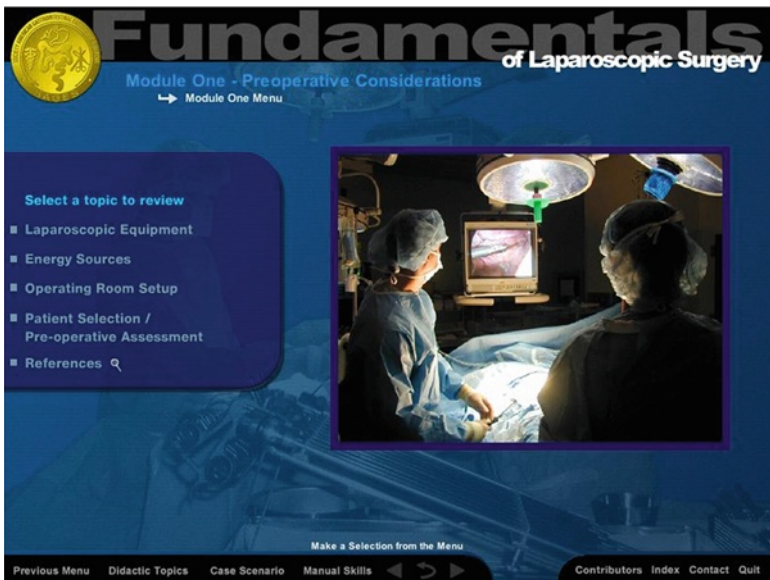 Fundamentals
of Laparoscopic Surgery
Module One - Preoperative Considerations
Module One Menu
Select a topic to review
Laparoscopic Equipment
Energy Sources
Operating Room Setup
Patient Selection /
Pre-operative Assessment
References
Make a Selection from the Menu
Previous Menu Didactic Topics Case Scenario Manual Skills Contributors Index Contact Quit